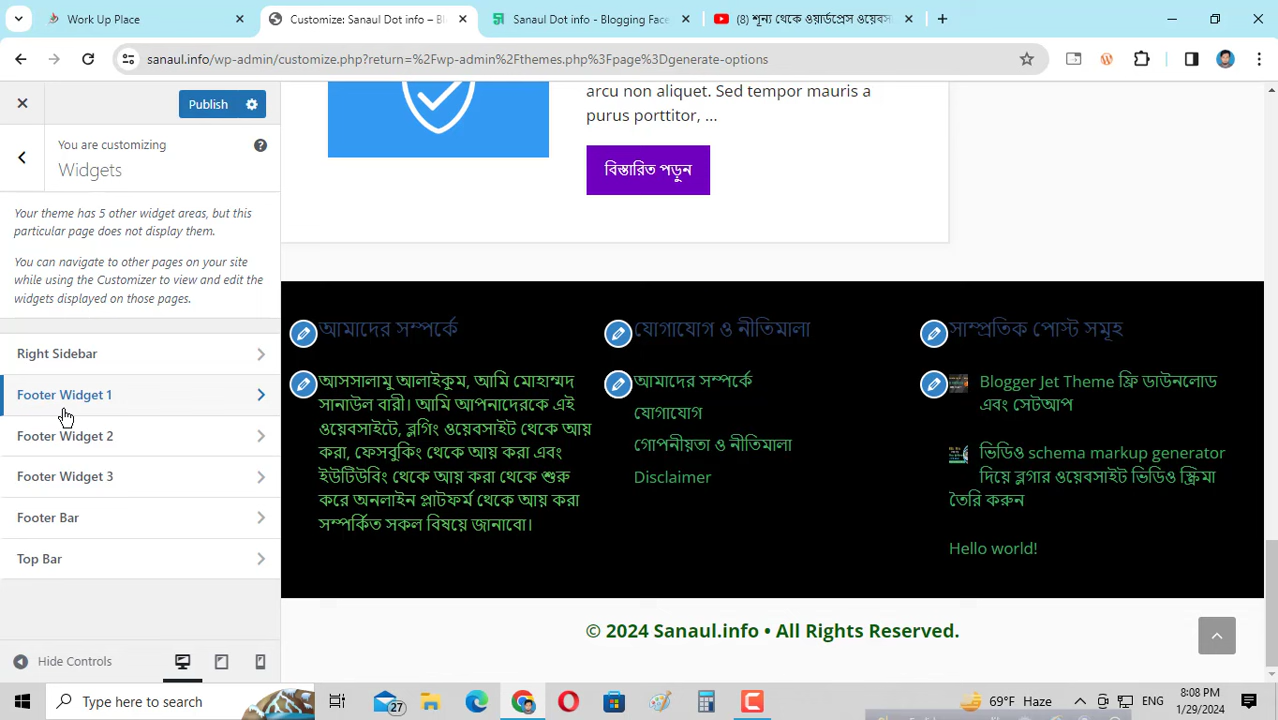 Work Up Place
Customize: Sanaul Dot info – Bl
Sanaul Dot info - Blogging Face
(8) শূন্য থেকে ওয়ার্ডপ্রেস ওয়েবস
sanaul.info/wp-admin/customize.php?return=%2Fwp-admin%2Fthemes.php%3Fpage%3Dgenerate-options
Publish
You are customizing
Widgets
Your theme has 5 other widget areas, but this
particular page does not display them.
You can navigate to other pages on your site
while using the Customizer to view and edit the
widgets displayed on those pages.
Right Sidebar
Footer Widget 1
Footer Widget 2
Footer Widget 3
Footer Bar
Top Bar
Hide Controls
arcu non aliquet. Sed tempor mauris a
purus porttitor, ...
বিস্তারিত পড়ুন
আমাদের সম্পর্কে
আসসালামু আলাইকুম, আমি মোহাম্মদ
সানাউল বারী। আমি আপনাদেরকে এই
ওয়েবসাইটে, ব্লগিং ওয়েবসাইট থেকে আয়
করা, ফেসবুকিং থেকে আয় করা এবং
ইউটিউবিং থেকে আয় করা থেকে শুরু
করে অনলাইন প্লাটফর্ম থেকে আয় করা
সম্পর্কিত সকল বিষয়ে জানাবো।
যোগাযোগ ও নীতিমালা
আমাদের সম্পর্কে
যোগাযোগ
গোপনীয়তা ও নীতিমালা
Disclaimer
সাম্প্রতিক পোস্ট সমূহ
Blogger Jet Theme ফ্রি ডাউনলোড
এবং সেটআপ
ভিডিও schema markup generator
দিয়ে ব্লগার ওয়েবসাইট ভিডিও স্ক্রিমা
তৈরি করুন
Hello world!
© 2024 Sanaul.info • All Rights Reserved.
Type here to search
27
69°F Haze
ENG
8:08 PM
1/29/2024